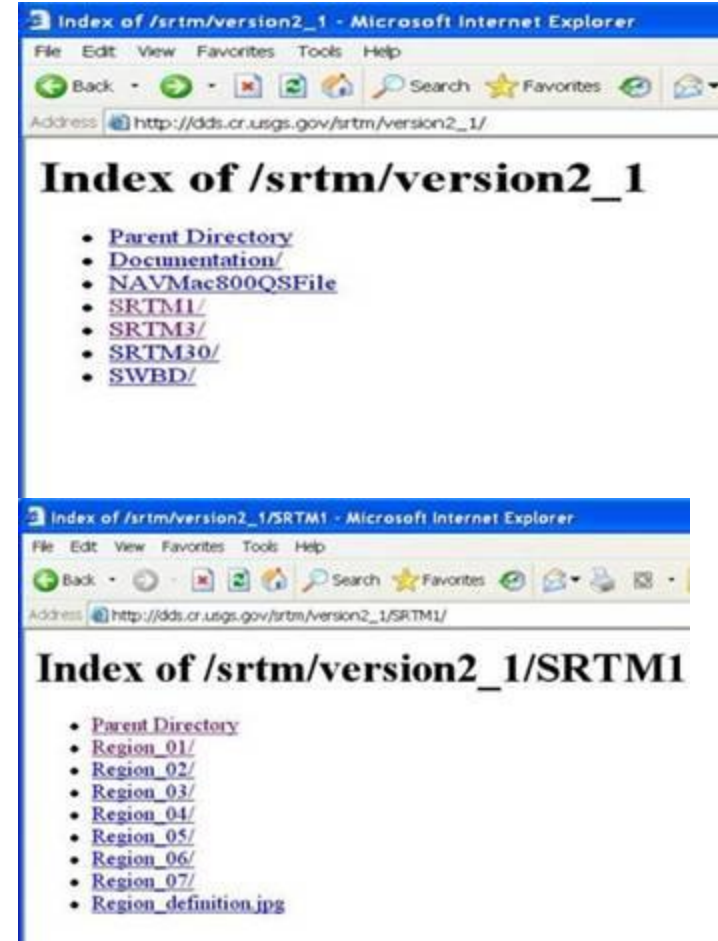 Index of /srtm/version2_1 - Microsoft Internet Explorer
File Edit View Favorites Tools Help
Back Search Favorites
Address http://dds.cr.usgs.gov/srtm/version2_1/
Index of /srtm/version2_1
Parent Directory
Documentation/
NAVMac800QSFile
SRTM1/
SRTM3/
SRTM30/
SWBD/
Index of /srtm/version2_1/SRTM1 - Microsoft Internet Explorer
File Edit View Favorites Tools Help
Back Search Favorites
Address http://dds.cr.usgs.gov/srtm/version2_1/SRTM1/
Index of /srtm/version2_1/SRTM1
Parent Directory
Region_01/
Region_02/
Region_03/
Region_04/
Region_05/
Region_06/
Region_07/
Region_definition.jpg